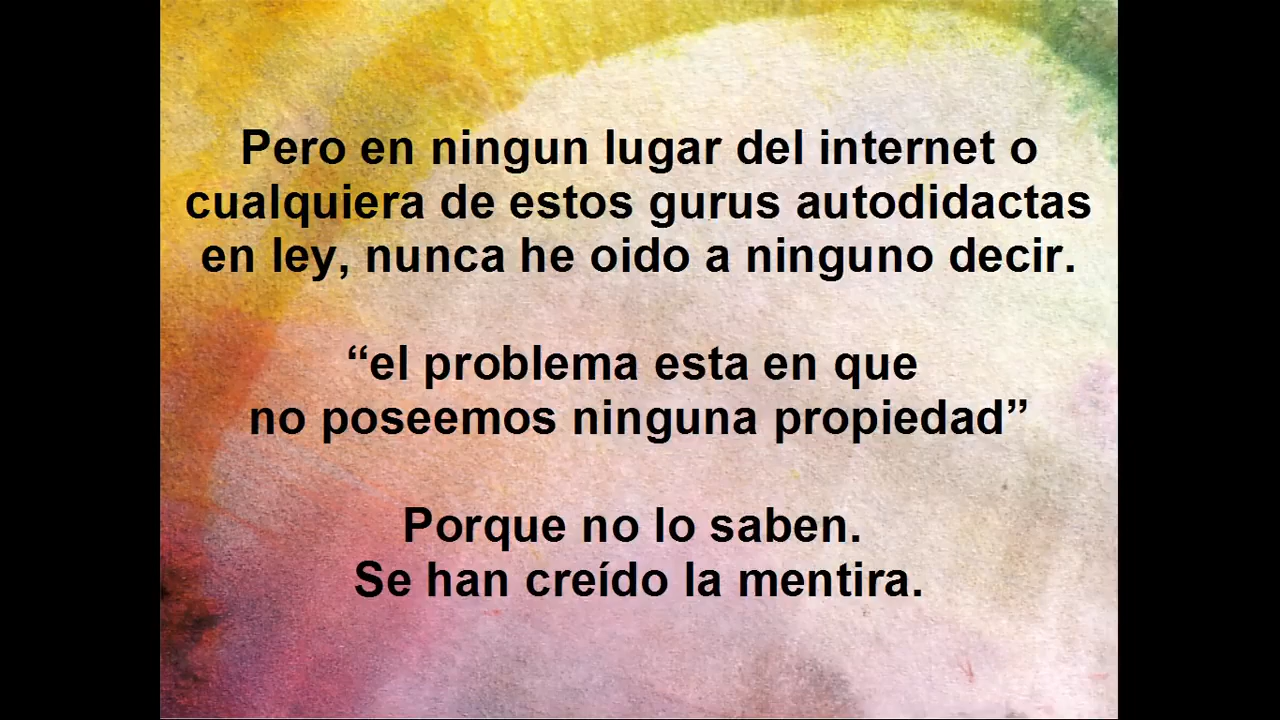 Pero en ningun lugar del internet o
cualquiera de estos gurus autodidactas
en ley, nunca he oido a ninguno decir.
“el problema esta en que
no poseemos ninguna propiedad”
Porque no lo saben.
Se han creído la mentira.